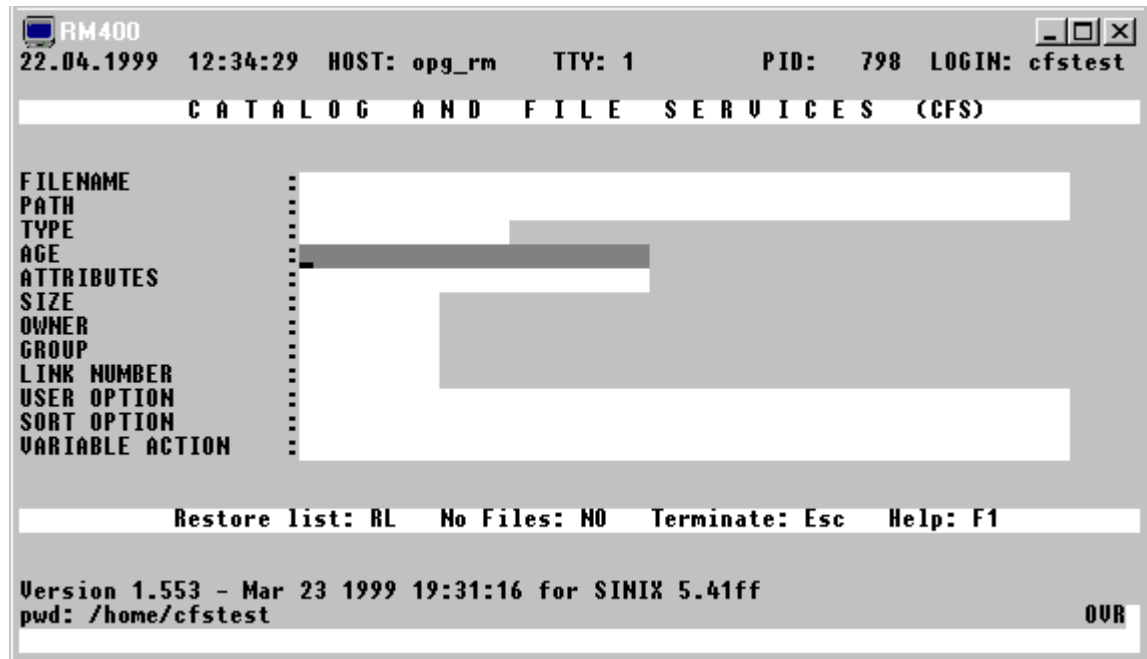 RM400
22.04.1999 12:34:29 HOST: opg_rm TTY: 1 PID: 798 LOGIN: cfstest
C A T A L O G A N D F I L E S E R V I C E S (CFS)
FILENAME :
PATH :
TYPE :
AGE :
ATTRIBUTES :
SIZE :
OWNER :
GROUP :
LINK NUMBER :
USER OPTION :
SORT OPTION :
VARIABLE ACTION :
Restore list: RL No Files: NO Terminate: Esc Help: F1
Version 1.553 - Mar 23 1999 19:31:16 for SINIX 5.41ff
pwd: /home/cfstest OVR